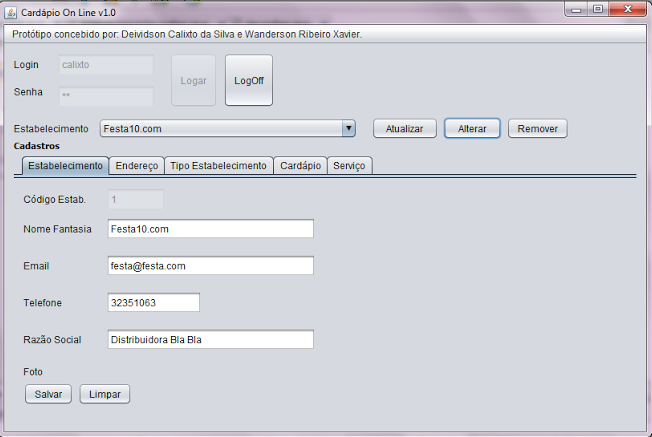 Cardápio On Line v1.0
Protótipo concebido por: Deividson Calixto da Silva e Wanderson Ribeiro Xavier.
Login calixto Logar LogOff
Senha **
Estabelecimento Festa10.com Atualizar Alterar Remover
Cadastros
Estabelecimento Endereço Tipo Estabelecimento Cardápio Serviço
Código Estab. 1
Nome Fantasia Festa10.com
Email festa@festa.com
Telefone 32351063
Razão Social Distribuidora Bla Bla
Foto
Salvar Limpar